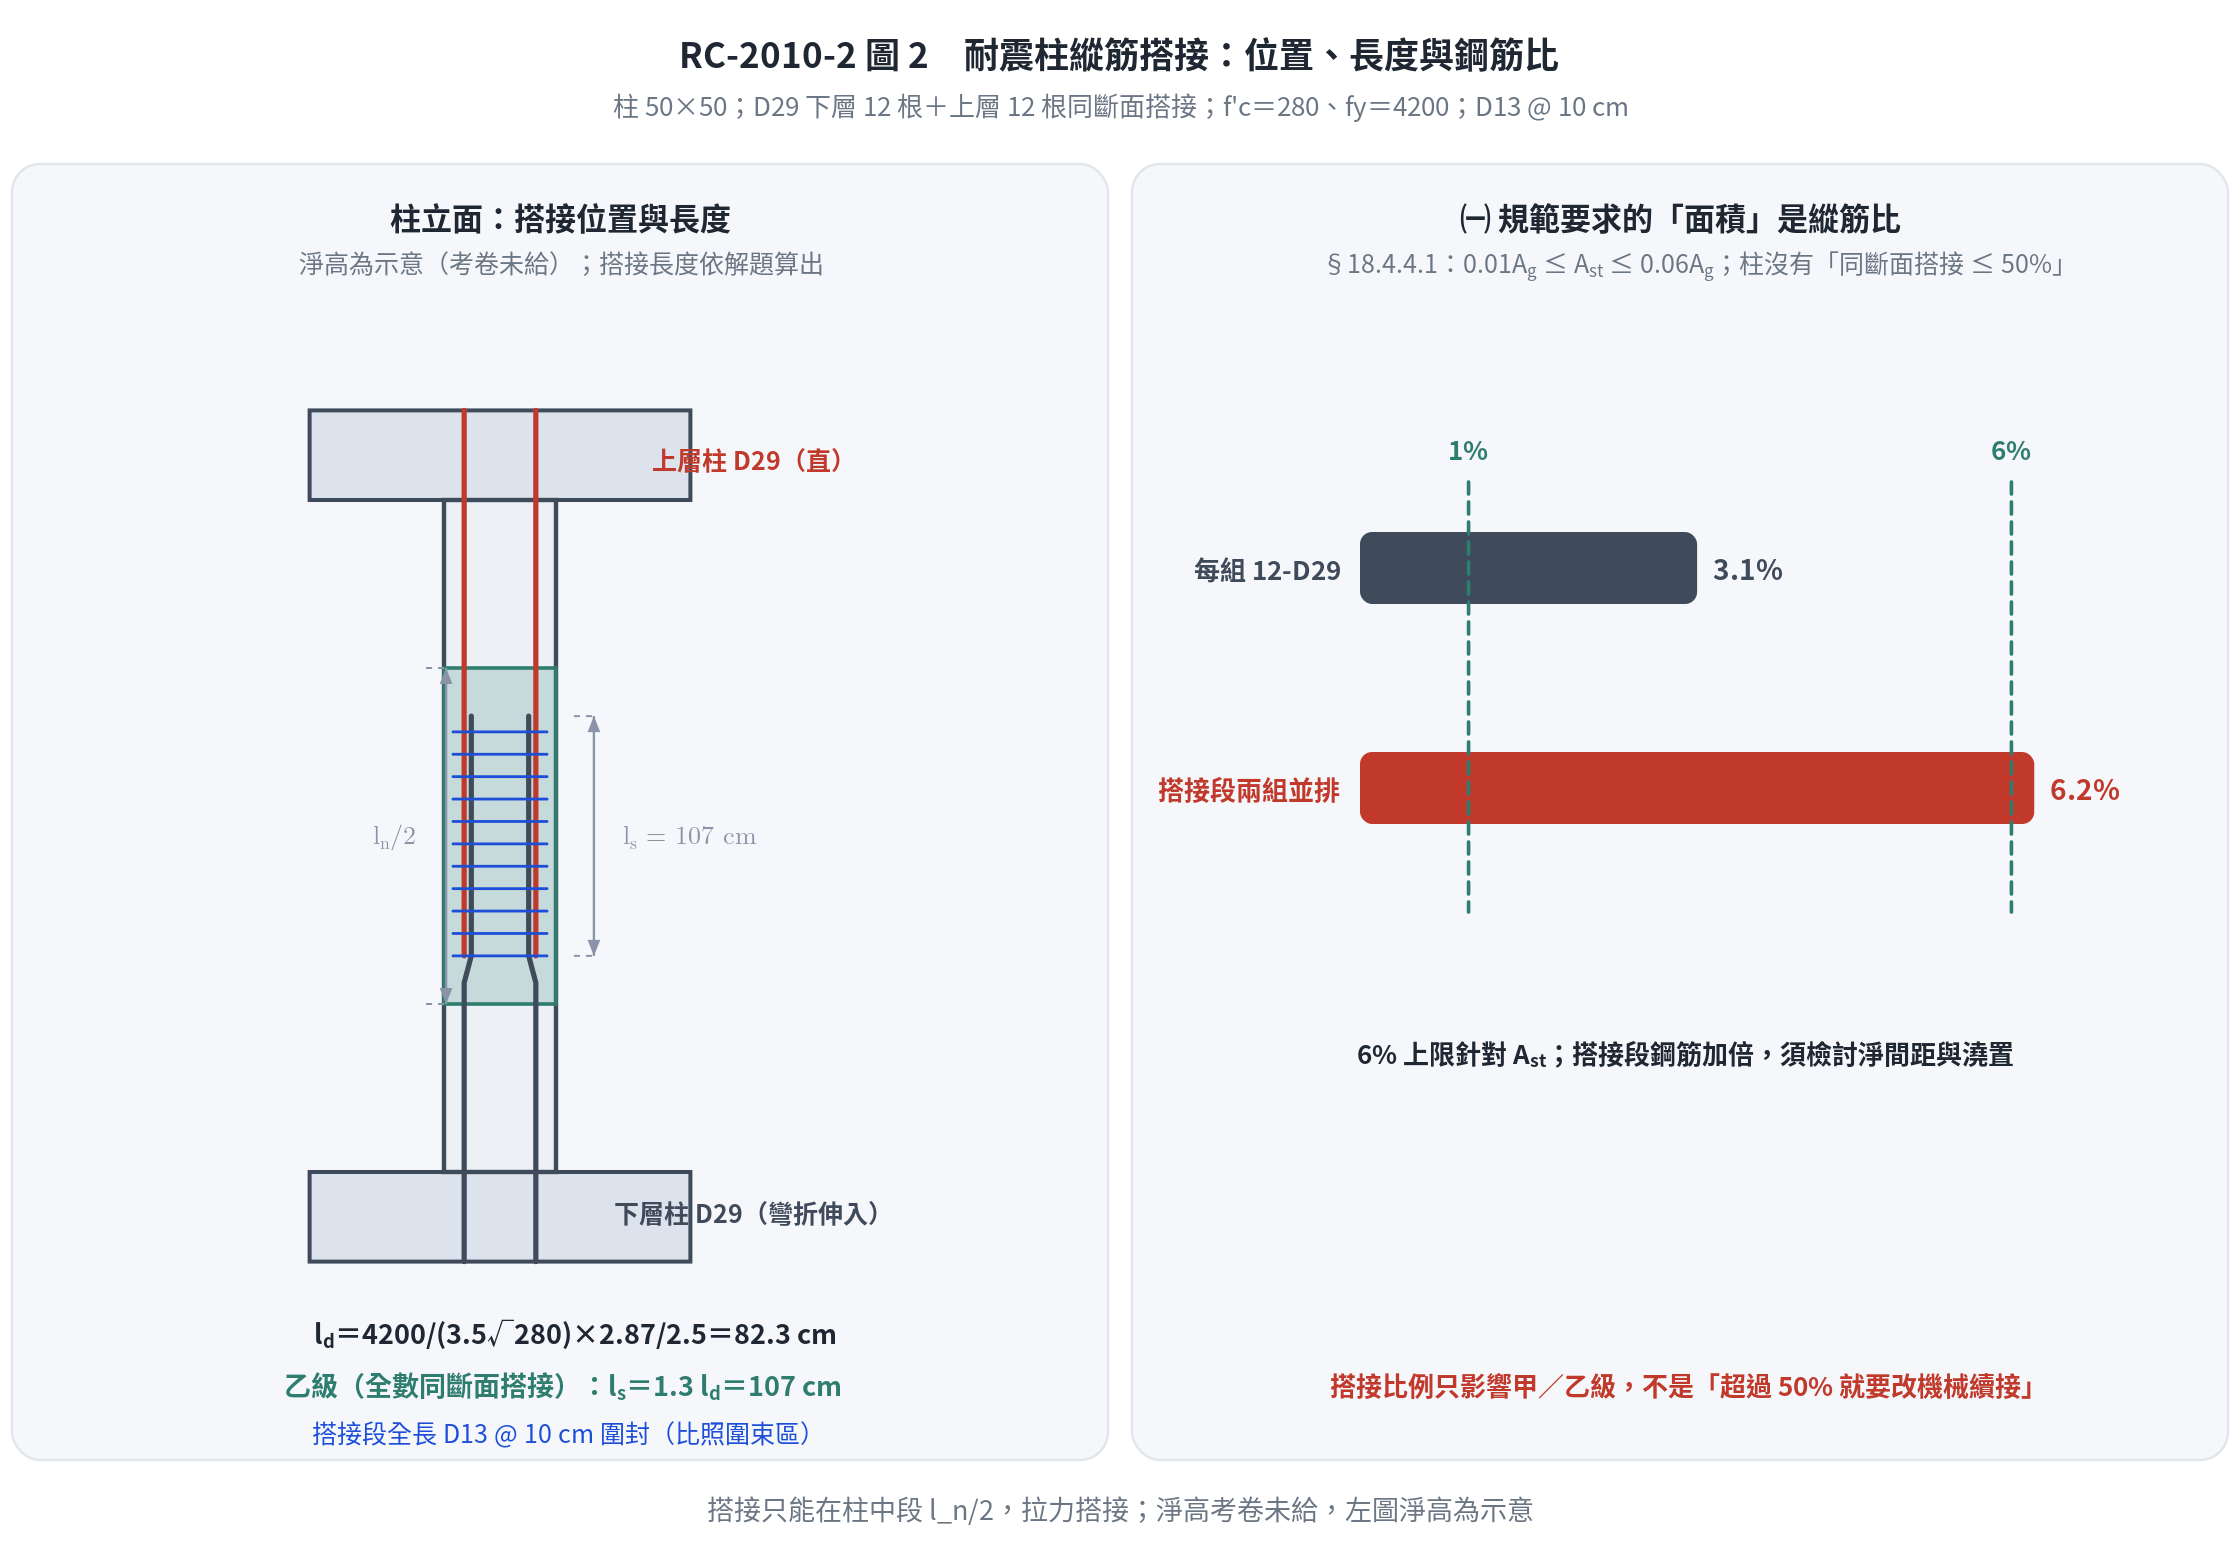 RC-2010-2 圖 2　耐震柱縱筋搭接：位置、長度與鋼筋比
柱 50×50；D29 下層 12 根＋上層 12 根同斷面搭接；f'c＝280、fy＝4200；D13 @ 10 cm
柱立面：搭接位置與長度
淨高為示意（考卷未給）；搭接長度依解題算出
上層柱 D29（直）
lₙ/2
lₛ = 107 cm
下層柱 D29（彎折伸入）
l_d＝4200/(3.5√280)×2.87/2.5＝82.3 cm
乙級（全數同斷面搭接）：lₛ＝1.3 l_d＝107 cm
搭接段全長 D13 @ 10 cm 圍封（比照圍束區）
㈠ 規範要求的「面積」是縱筋比
§18.4.4.1：0.01A_g ≤ A_st ≤ 0.06A_g；柱沒有「同斷面搭接 ≤ 50%」
1%
6%
每組 12-D29
3.1%
搭接段兩組並排
6.2%
6% 上限針對 A_st；搭接段鋼筋加倍，須檢討淨間距與澆置
搭接比例只影響甲／乙級，不是「超過 50% 就要改機械續接」
搭接只能在柱中段 l_n/2，拉力搭接；淨高考卷未給，左圖淨高為示意